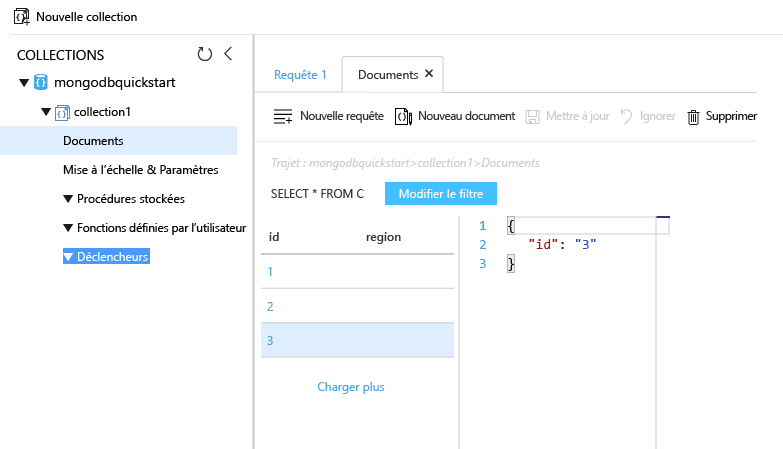 Nouvelle collection
COLLECTIONS
mongodbquickstart
collection1
Documents
Mise à l'échelle & Paramètres
Procédures stockées
Fonctions définies par l'utilisateur
Déclencheurs
Requête 1
Documents
Nouvelle requête
Nouveau document
Mettre à jour
Ignorer
Supprimer
Trajet : mongodbquickstart>collection1>Documents
SELECT * FROM C
Modifier le filtre
id region
1
2
3
Charger plus
1 {
2 "id": "3"
3 }